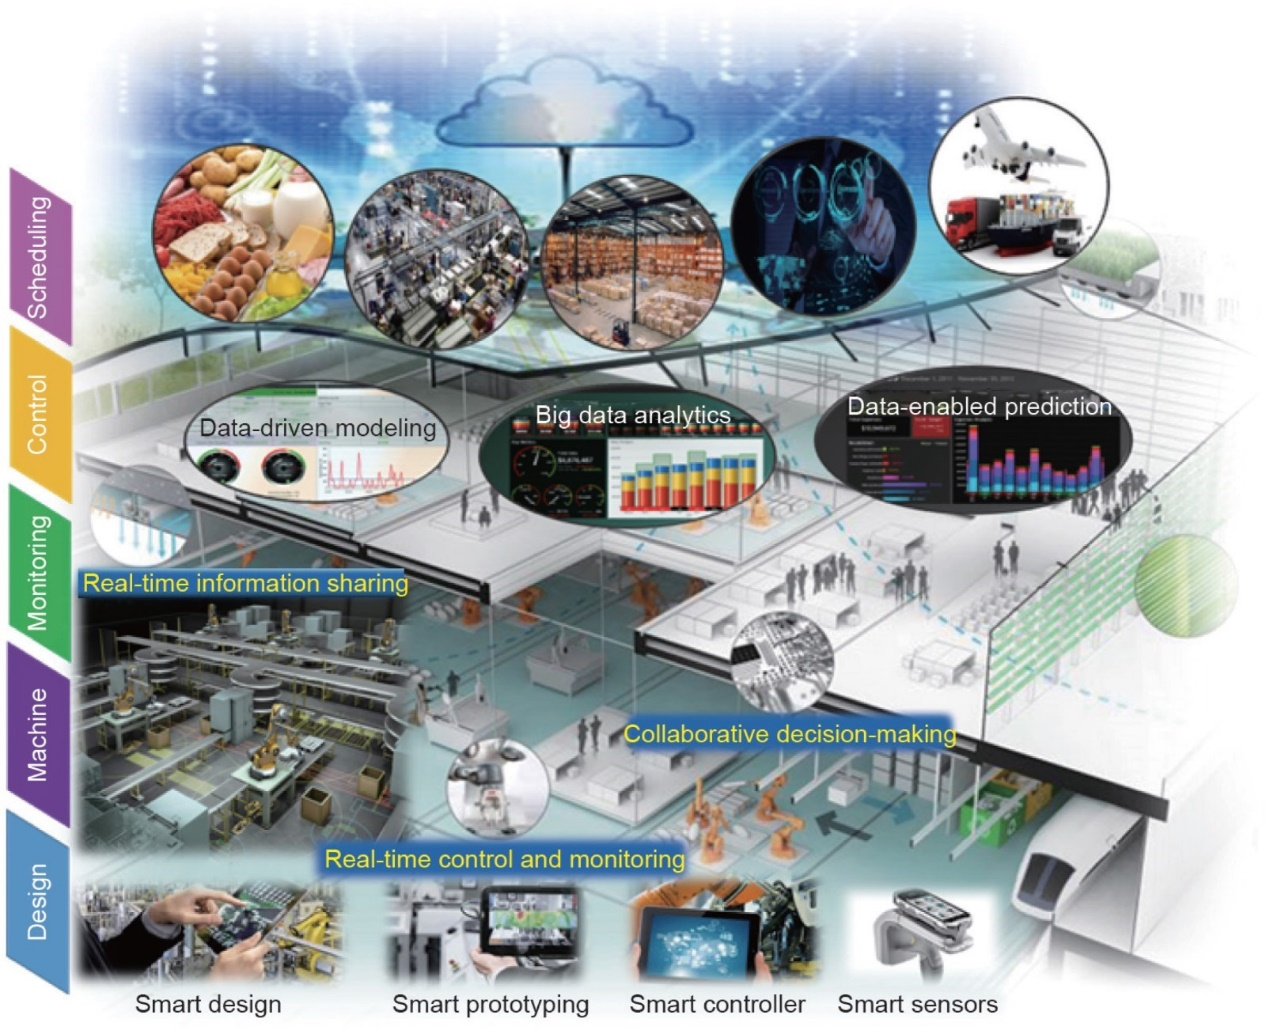 Scheduling
Control
Data-driven modeling
Big data analytics
Data-enabled prediction
Monitoring
Real-time information sharing
Machine
Collaborative decision-making
Real-time control and monitoring
Design
Smart design
Smart prototyping
Smart controller
Smart sensors